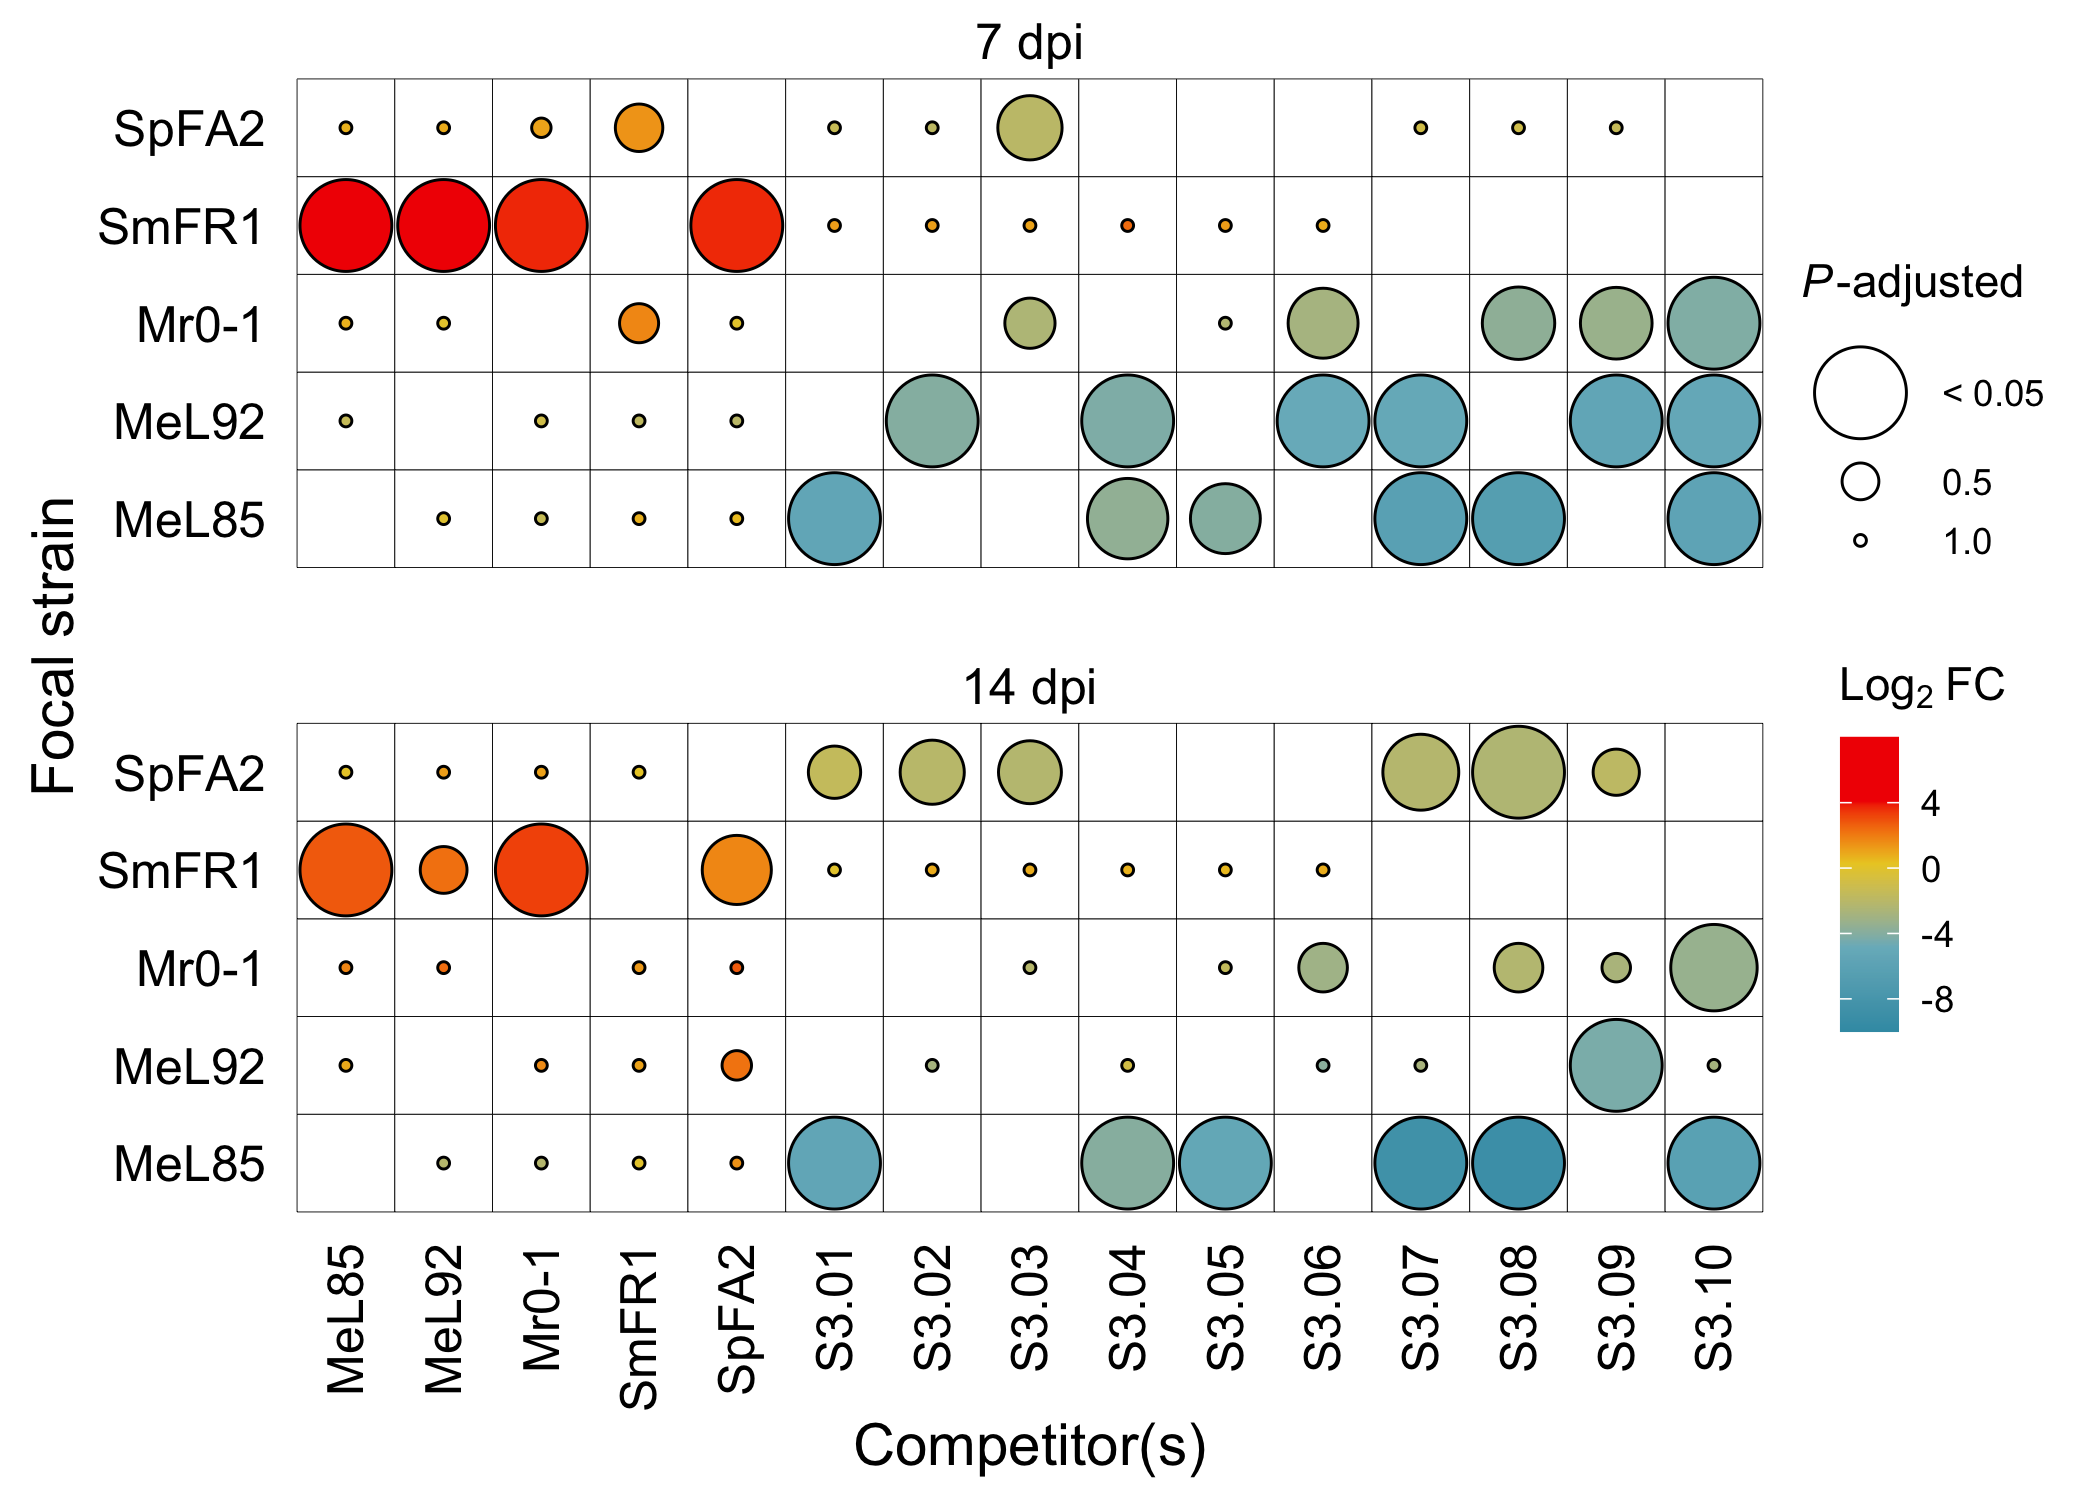 7 dpi
SpFA2
SmFR1
Mr0-1
MeL92
MeL85
P-adjusted
< 0.05
0.5
1.0
Focal strain
14 dpi
SpFA2
SmFR1
Mr0-1
MeL92
MeL85
Log₂ FC
4
0
-4
-8
MeL85
MeL92
Mr0-1
SmFR1
SpFA2
S3.01
S3.02
S3.03
S3.04
S3.05
S3.06
S3.07
S3.08
S3.09
S3.10
Competitor(s)